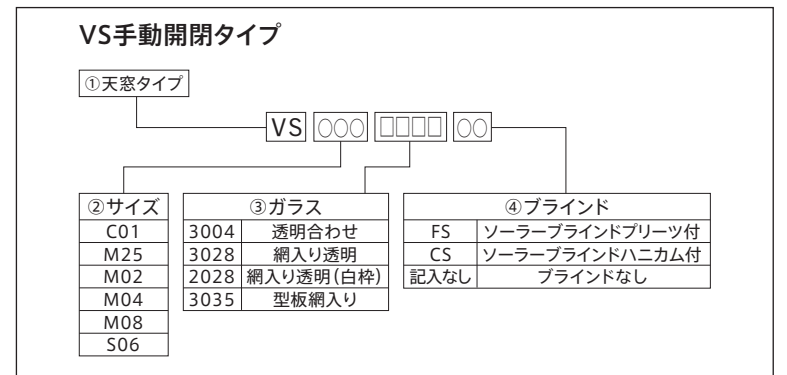 VS手動開閉タイプ
①天窓タイプ
VS ○○○ □□□□ ○○
②サイズ
C01
M25
M02
M04
M08
S06
③ガラス
3004 透明合わせ
3028 網入り透明
2028 網入り透明(白枠)
3035 型板網入り
④ブラインド
FS ソーラーブラインドプリーツ付
CS ソーラーブラインドハニカム付
記入なし ブラインドなし